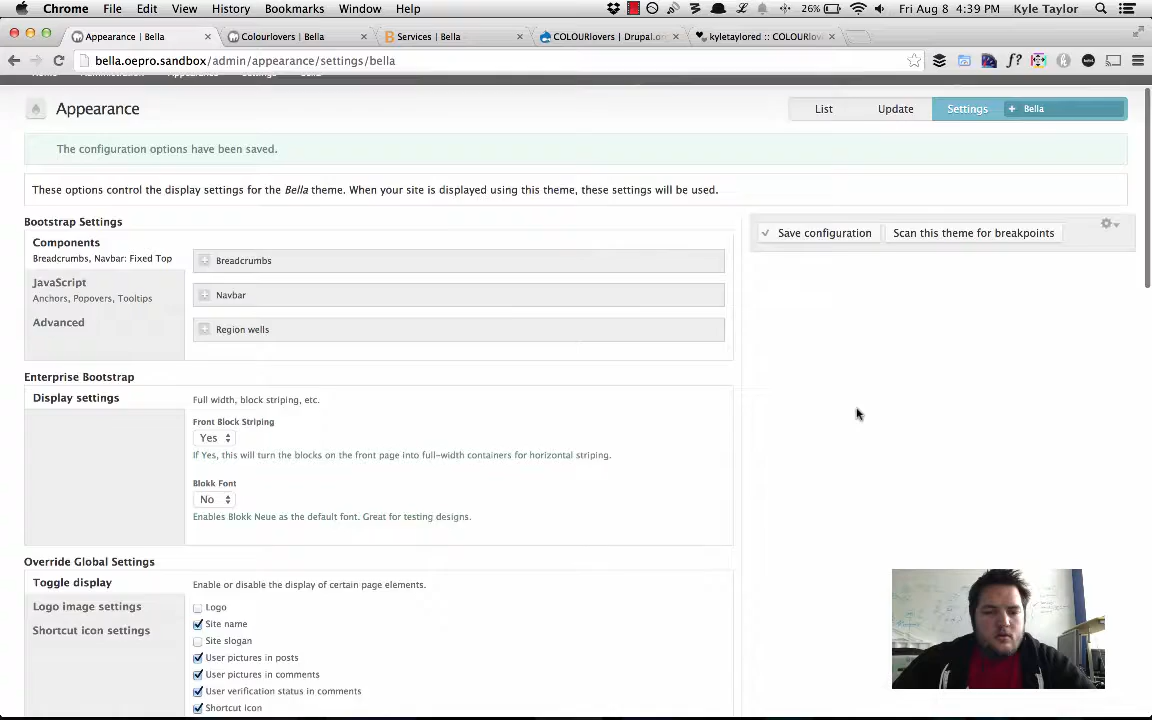 Chrome File Edit View History Bookmarks Window Help 26% Fri Aug 8 4:39 PM Kyle Taylor
Appearance | Bella Colourlovers | Bella Services | Bella COLOURlovers | Drupal.or kyletaylored :: COLOURlove
bella.oepro.sandbox/admin/appearance/settings/bella
Appearance List Update Settings + Bella
The configuration options have been saved.
These options control the display settings for the Bella theme. When your site is displayed using this theme, these settings will be used.
Bootstrap Settings
Save configuration Scan this theme for breakpoints
Components
Breadcrumbs, Navbar: Fixed Top
Breadcrumbs
JavaScript
Anchors, Popovers, Tooltips
Navbar
Advanced
Region wells
Enterprise Bootstrap
Display settings
Full width, block striping, etc.
Front Block Striping
Yes
If Yes, this will turn the blocks on the front page into full-width containers for horizontal striping.
Blokk Font
No
Enables Blokk Neue as the default font. Great for testing designs.
Override Global Settings
Toggle display
Enable or disable the display of certain page elements.
Logo image settings
Shortcut icon settings
Logo
Site name
Site slogan
User pictures in posts
User pictures in comments
User verification status in comments
Shortcut icon